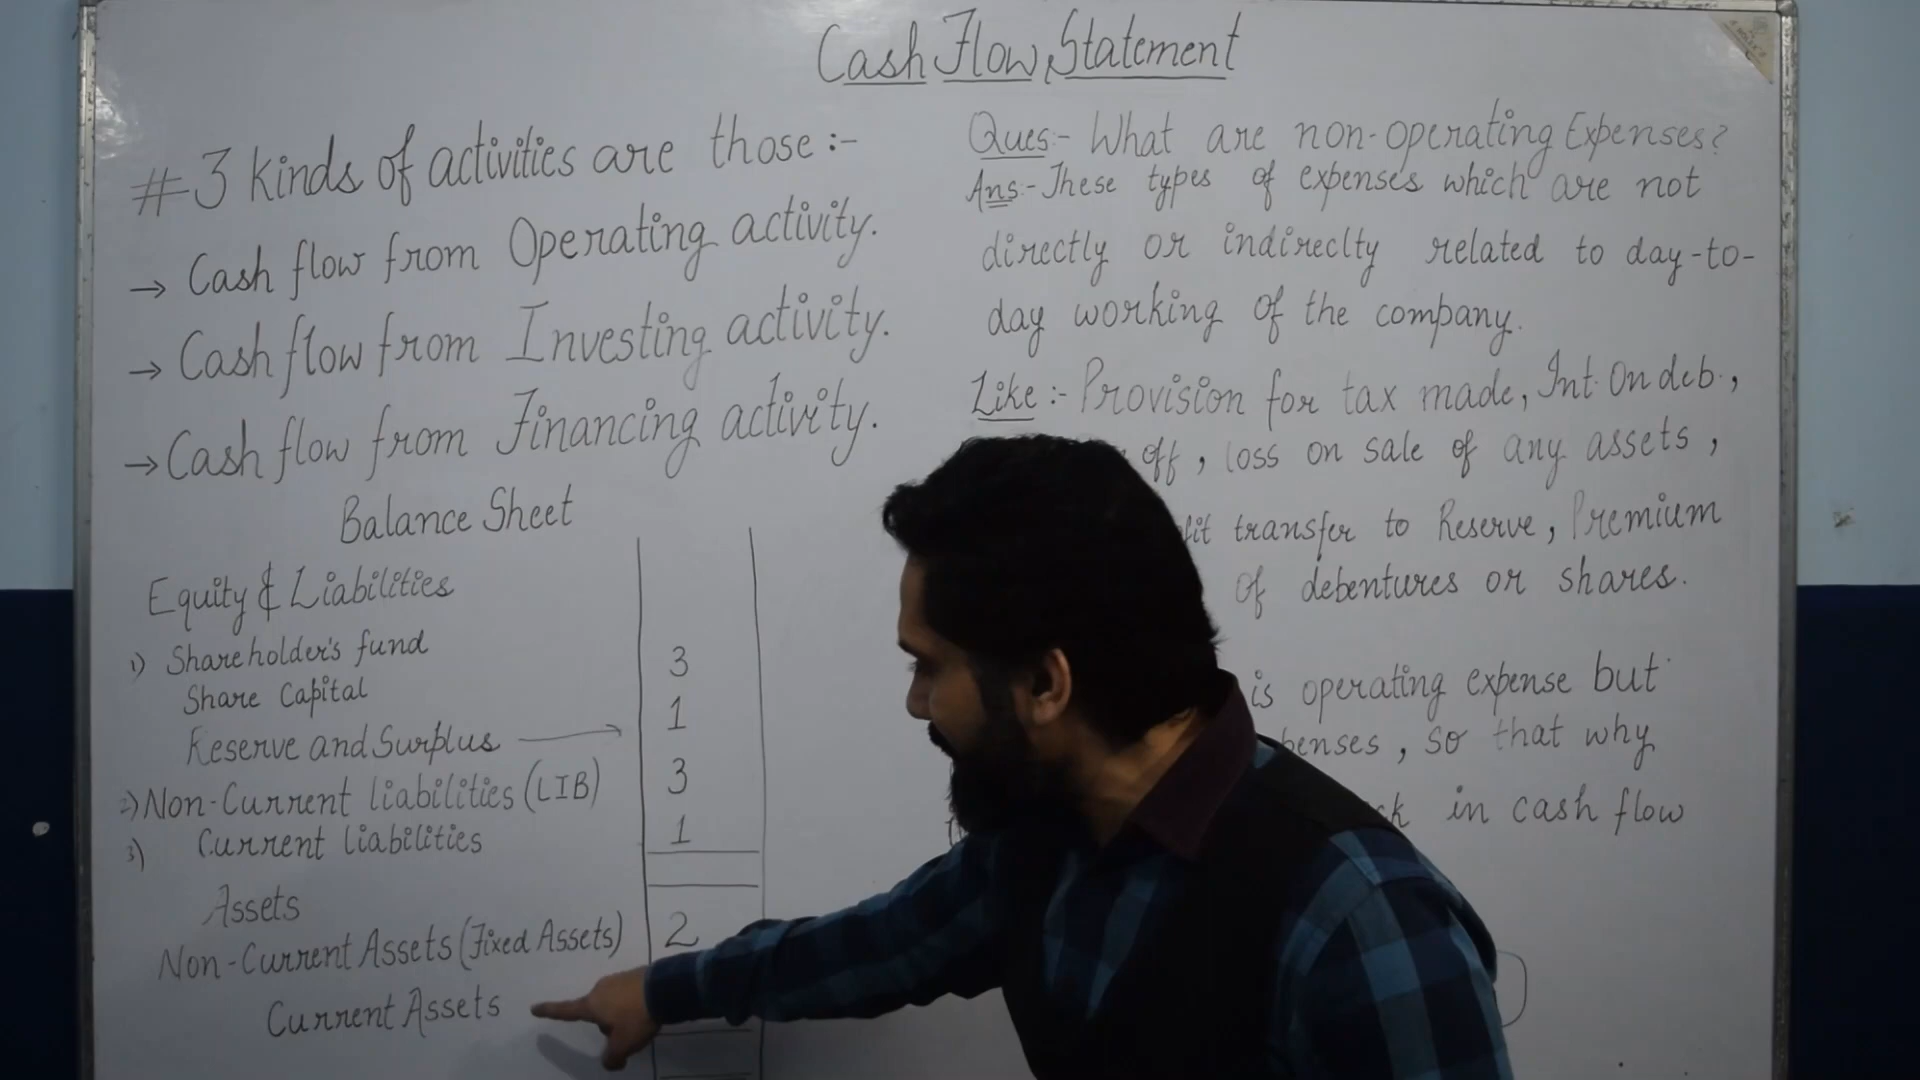 Cash Flow Statement
# 3 kinds of activities are those :-
→ Cash flow from Operating activity.
→ Cash flow from Investing activity.
→ Cash flow from Financing activity.
Balance Sheet
Equity & Liabilities
1) Shareholder's fund 3
Share Capital 1
Reserve and Surplus →
2) Non-Current liabilities (LIB) 3
3) Current liabilities 1
Assets
Non-Current Assets (Fixed Assets) 2
Current Assets
Ques:- What are non-operating Expenses?
Ans:- These types of expenses which are not
directly or indireclty related to day-to-
day working of the company.
Like :- Provision for tax made, Int. On deb.,
off, loss on sale of any assets,
transfer to Reserve, Premium
of debentures or shares.
is operating expense but
, so that why
in cash flow